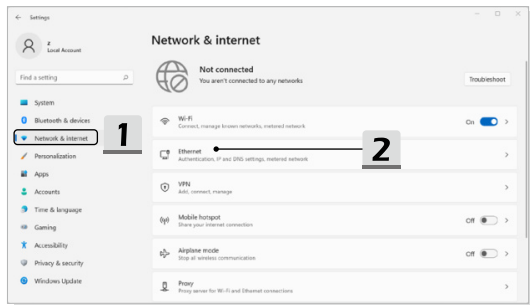 Settings
z
Local Account
Find a setting
System
Bluetooth & devices
Network & internet
Personalization
Apps
Accounts
Time & language
Gaming
Accessibility
Privacy & security
Windows Update
1
Network & internet
Not connected
You aren't connected to any networks
Troubleshoot
Wi-Fi
Connect, manage known networks, metered network
On
Ethernet
Authentication, IP and DNS settings, metered network
2
VPN
Add, connect, manage
Mobile hotspot
Share your internet connection
Off
Airplane mode
Stop all wireless communication
Off
Proxy
Proxy server for Wi-Fi and Ethernet connections